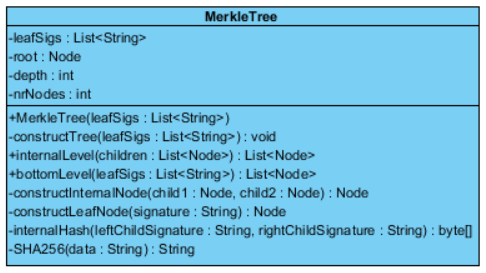 MerkleTree
-leafSigs : List<String>
-root : Node
-depth : int
-nrNodes : int
+MerkleTree(leafSigs : List<String>)
-constructTree(leafSigs : List<String>) : void
+internalLevel(children : List<Node>) : List<Node>
+bottomLevel(leafSigs : List<String>) : List<Node>
-constructInternalNode(child1 : Node, child2 : Node) : Node
-constructLeafNode(signature : String) : Node
-internalHash(leftChildSignature : String, rightChildSignature : String) : byte[]
-SHA256(data : String) : String